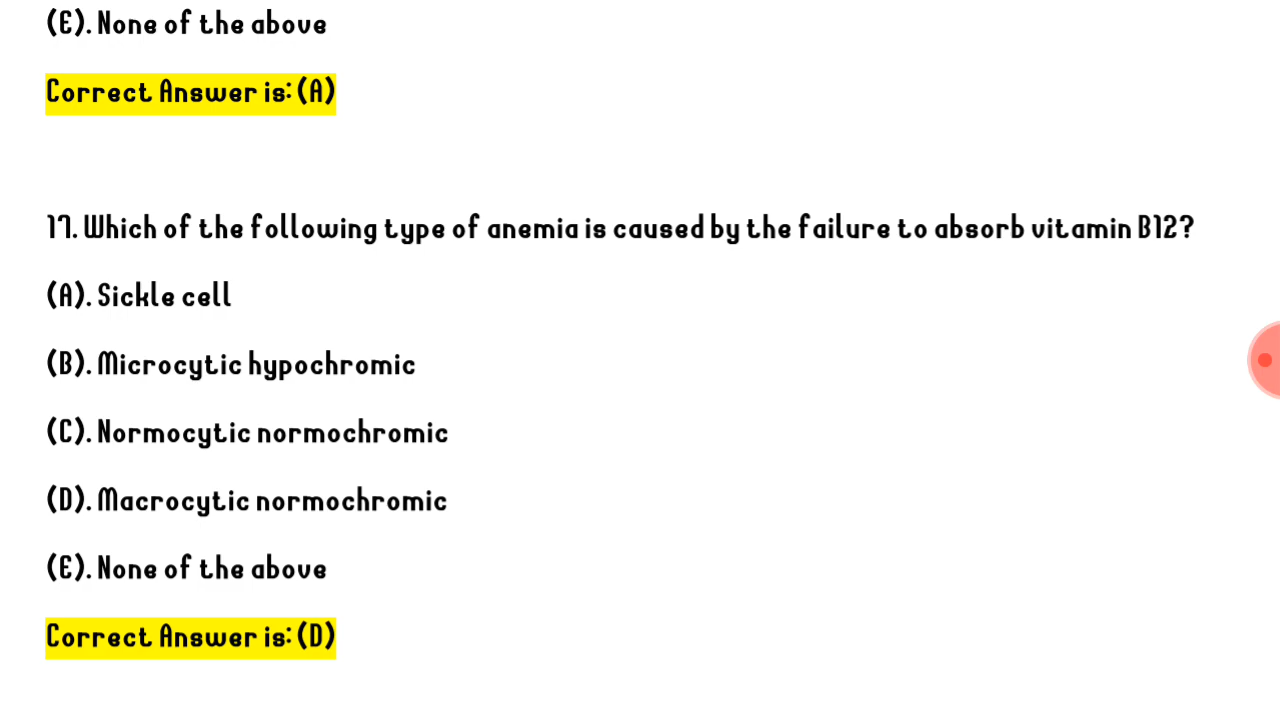 (E). None of the above
Correct Answer is: (A)
17. Which of the following type of anemia is caused by the failure to absorb vitamin B12?
(A). Sickle cell
(B). Microcytic hypochromic
(C). Normocytic normochromic
(D). Macrocytic normochromic
(E). None of the above
Correct Answer is: (D)